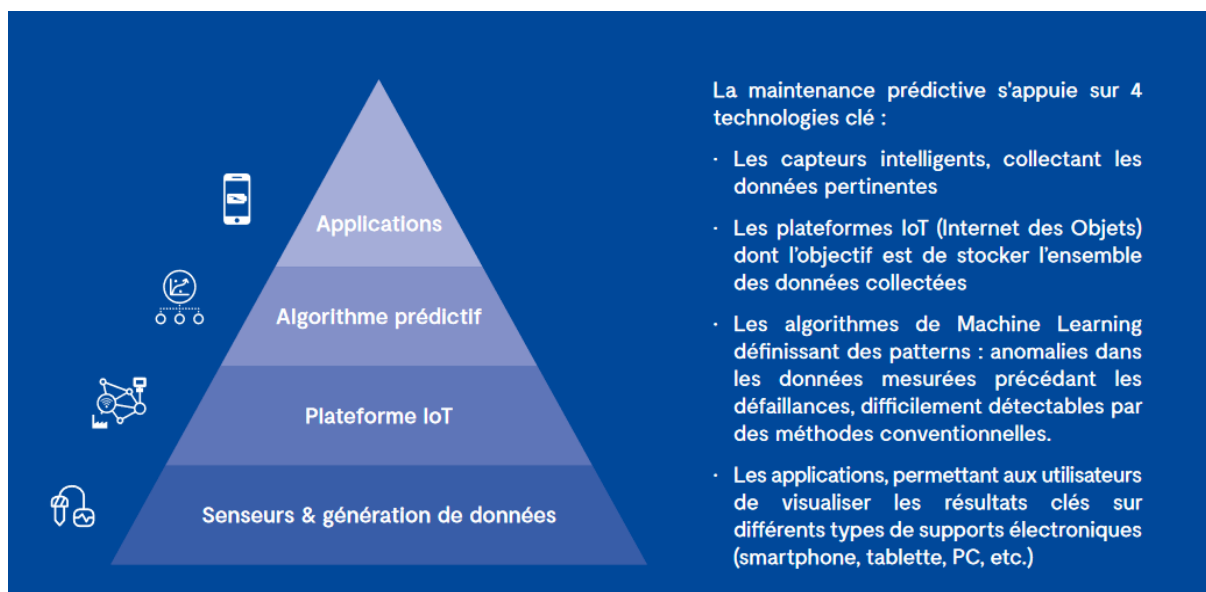 Applications
Algorithme prédictif
Plateforme IoT
Senseurs & génération de données
La maintenance prédictive s'appuie sur 4
technologies clé :
· Les capteurs intelligents, collectant les
données pertinentes
· Les plateformes IoT (Internet des Objets)
dont l'objectif est de stocker l'ensemble
des données collectées
· Les algorithmes de Machine Learning
définissant des patterns : anomalies dans
les données mesurées précédant les
défaillances, difficilement détectables par
des méthodes conventionnelles.
· Les applications, permettant aux utilisateurs
de visualiser les résultats clés sur
différents types de supports électroniques
(smartphone, tablette, PC, etc.)